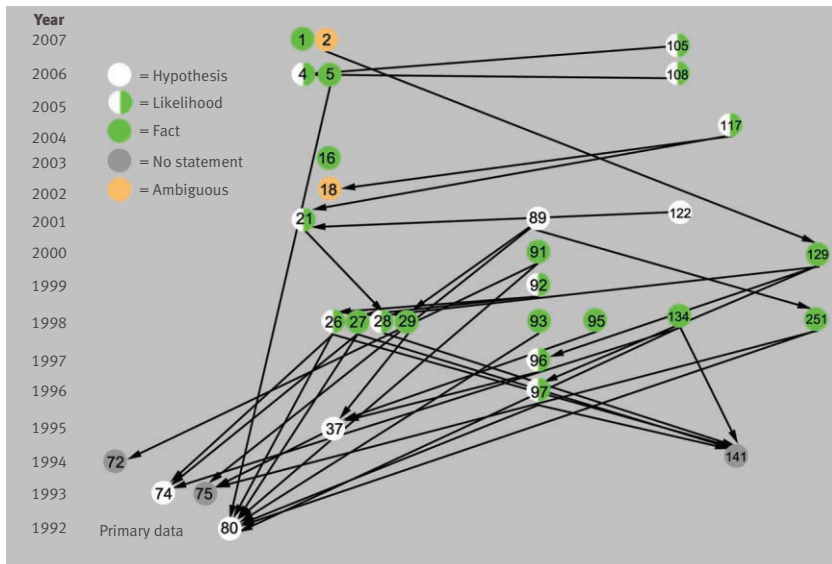 Year
2007 1 2 105
2006 4 5 108
= Hypothesis
= Likelihood
2005
117
= Fact
2004
2003 = No statement 16
2002 = Ambiguous 18
2001 21 89 122
2000 91 129
1999 92
1998 26 27 28 29 93 95 134 251
1997 96
1996 97
1995 37
1994 72 141
1993 74 75
1992 Primary data 80